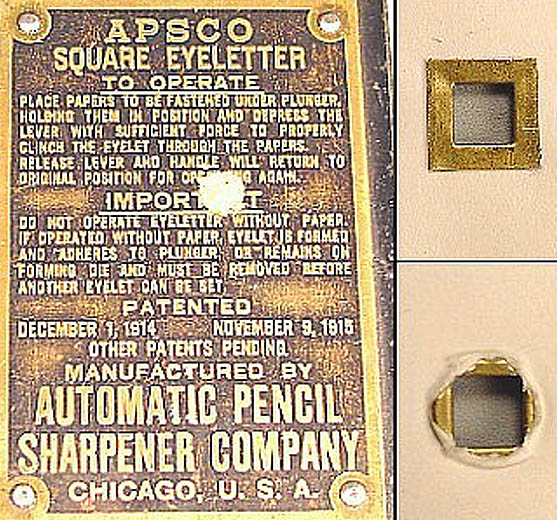 APSCO
SQUARE EYELETTER
TO OPERATE
PLACE PAPERS TO BE FASTENED UNDER PLUNGER,
HOLDING THEM IN POSITION AND DEPRESS THE
LEVER WITH SUFFICIENT FORCE TO PROPERLY
CLINCH THE EYELET THROUGH THE PAPERS.
RELEASE LEVER AND HANDLE WILL RETURN TO
ORIGINAL POSITION FOR OPERATING AGAIN.
IMPORTANT
DO NOT OPERATE EYELETTER WITHOUT PAPER.
IF OPERATED WITHOUT PAPER, EYELET IS FORMED
AND ADHERES TO PLUNGER OR REMAINS ON
FORMING DIE AND MUST BE REMOVED BEFORE
ANOTHER EYELET CAN BE SET.
PATENTED
DECEMBER 1, 1914 NOVEMBER 9, 1915
OTHER PATENTS PENDING.
MANUFACTURED BY
AUTOMATIC PENCIL
SHARPENER COMPANY
CHICAGO, U. S. A.